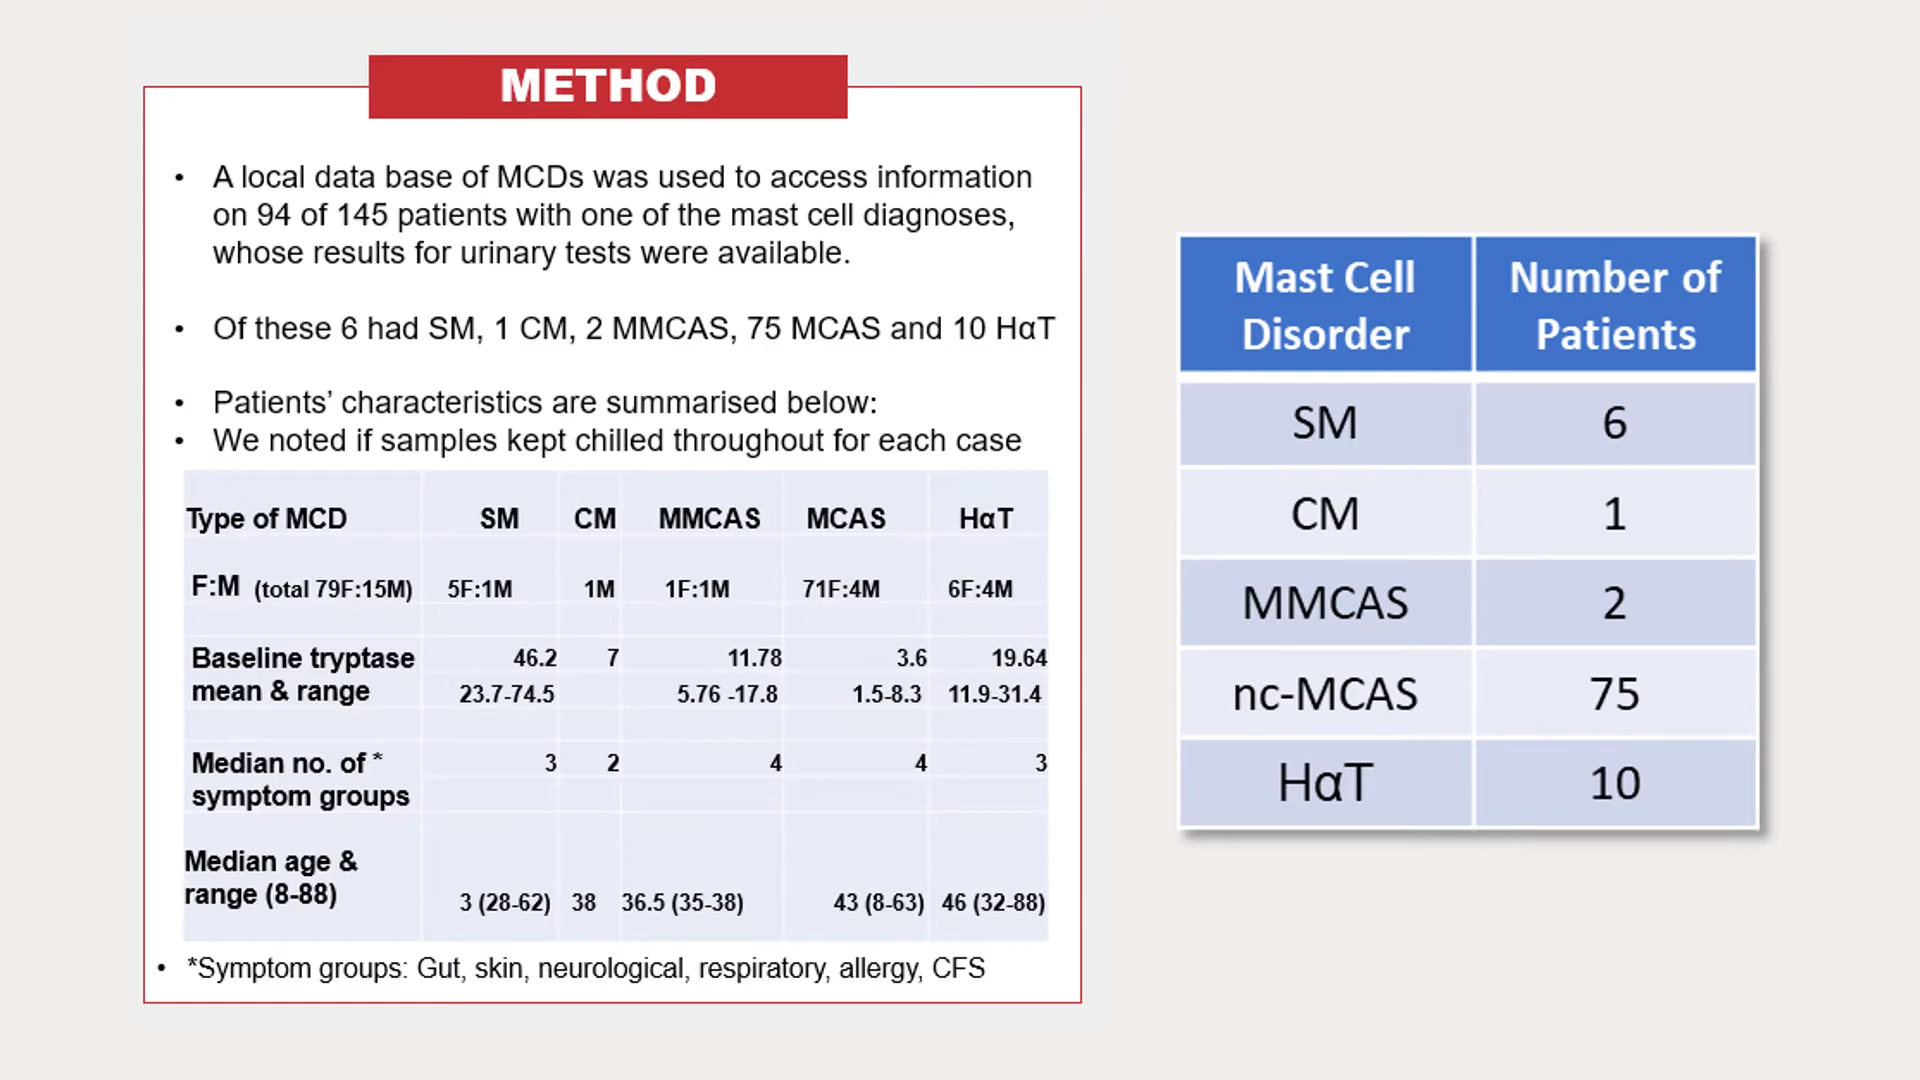 METHOD
• A local data base of MCDs was used to access information
on 94 of 145 patients with one of the mast cell diagnoses,
whose results for urinary tests were available.
• Of these 6 had SM, 1 CM, 2 MMCAS, 75 MCAS and 10 HαT
• Patients’ characteristics are summarised below:
• We noted if samples kept chilled throughout for each case
Type of MCD SM CM MMCAS MCAS HαT
F:M (total 79F:15M) 5F:1M 1M 1F:1M 71F:4M 6F:4M
Baseline tryptase 46.2 7 11.78 3.6 19.64
mean & range 23.7-74.5 5.76 -17.8 1.5-8.3 11.9-31.4
Median no. of * 3 2 4 4 3
symptom groups
Median age &
range (8-88) 3 (28-62) 38 36.5 (35-38) 43 (8-63) 46 (32-88)
• *Symptom groups: Gut, skin, neurological, respiratory, allergy, CFS
Mast Cell Number of
Disorder Patients
SM 6
CM 1
MMCAS 2
nc-MCAS 75
HαT 10